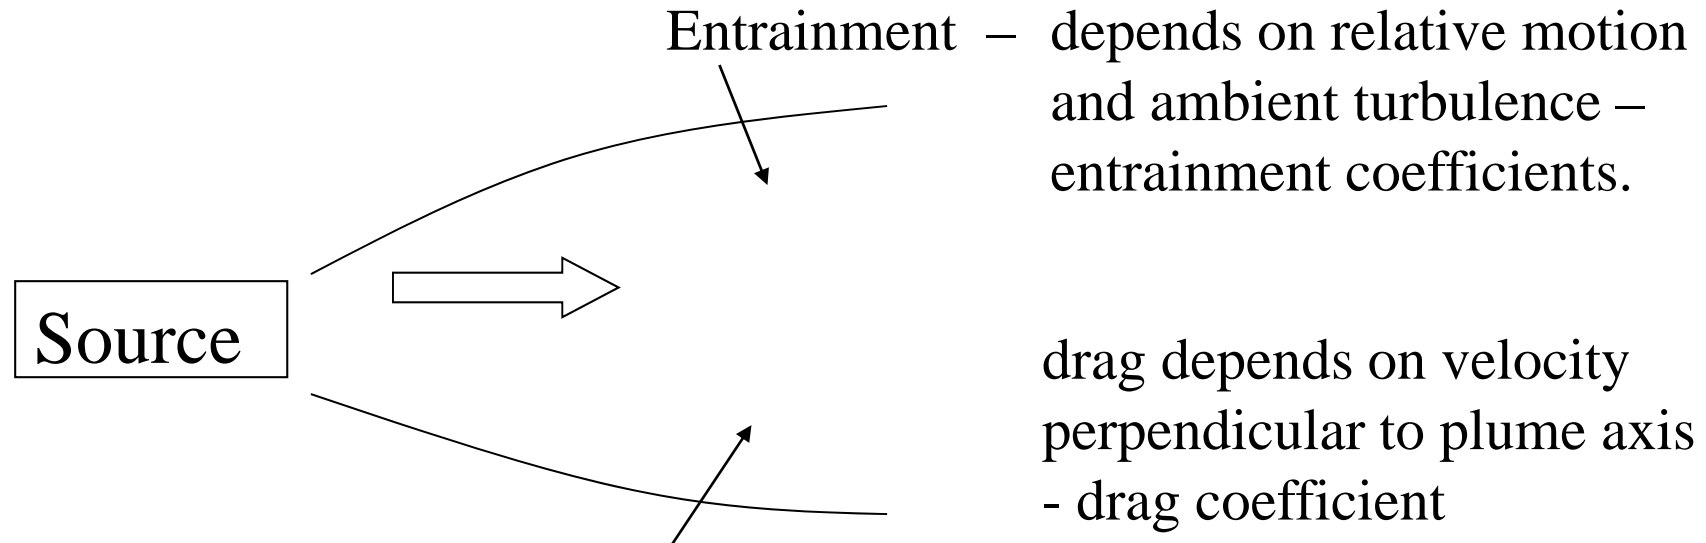 Entrainment – depends on relative motion
and ambient turbulence –
entrainment coefficients.
Source
drag depends on velocity
perpendicular to plume axis
- drag coefficient